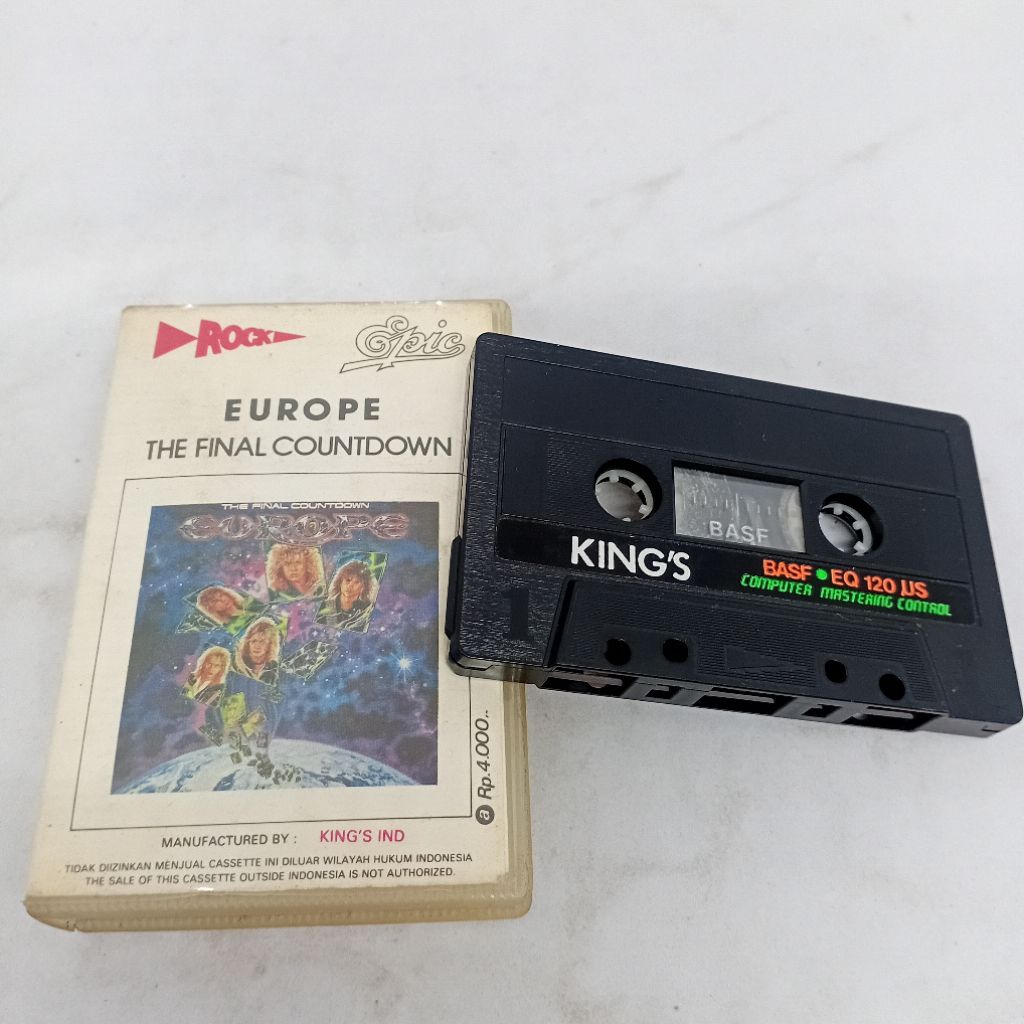 ROCK
Epic
EUROPE
THE FINAL COUNTDOWN
THE FINAL COUNTDOWN
EUROPE
a Rp.4.000..
MANUFACTURED BY : KING'S IND
TIDAK DIIZINKAN MENJUAL CASSETTE INI DILUAR WILAYAH HUKUM INDONESIA
THE SALE OF THIS CASSETTE OUTSIDE INDONESIA IS NOT AUTHORIZED.
BASF
KING'S
BASF • EQ 120 µS
COMPUTER MASTERING CONTROL
1